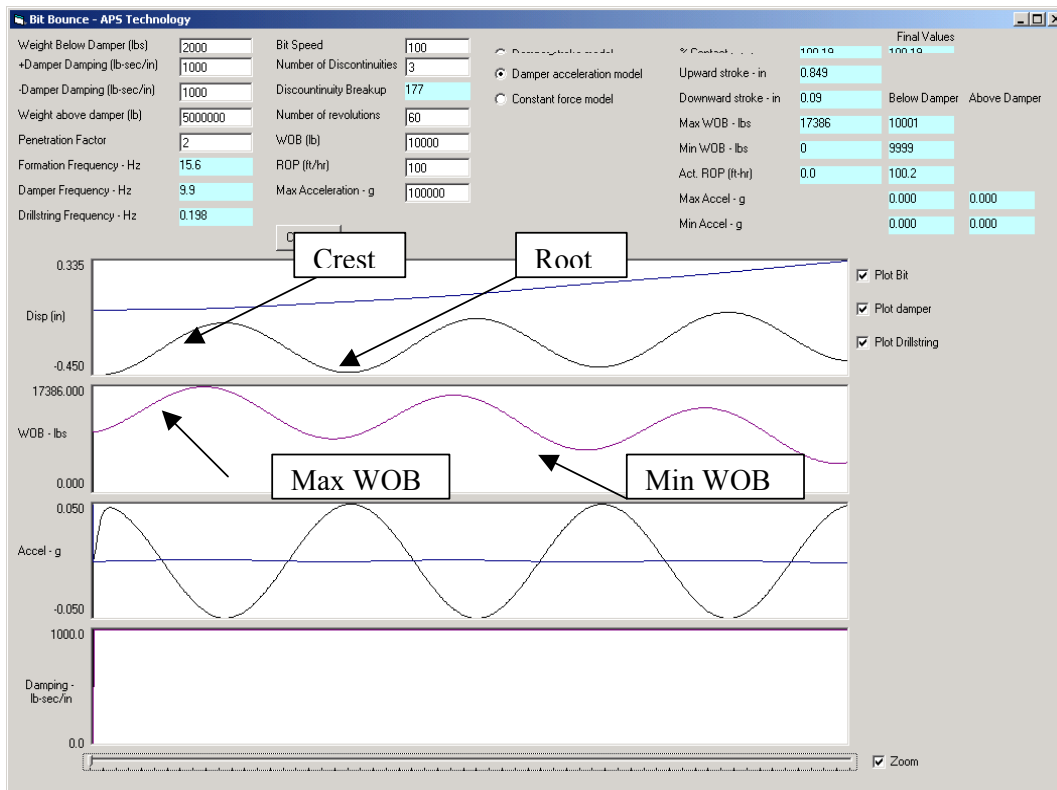 Bit Bounce - APS Technology
Weight Below Damper (lbs) 2000
+Damper Damping (lb-sec/in) 1000
-Damper Damping (lb-sec/in) 1000
Weight above damper (lb) 5000000
Penetration Factor 2
Formation Frequency - Hz 15.6
Damper Frequency - Hz 9.9
Drillstring Frequency - Hz 0.198
Bit Speed 100
Number of Discontinuities 3
Discountinuity Breakup 177
Number of revolutions 60
WOB (lb) 10000
ROP (ft/hr) 100
Max Acceleration - g 100000
Damper stroke model
Damper acceleration model
Constant force model
Final Values
100.19 100.19
Upward stroke - in 0.849
Downward stroke - in 0.09 Below Damper Above Damper
Max WOB - lbs 17386 10001
Min WOB - lbs 0 9999
Act. ROP (ft-hr) 0.0 100.2
Max Accel - g 0.000 0.000
Min Accel - g 0.000 0.000
Crest
Root
0.335
Disp (in)
-0.450
Plot Bit
Plot damper
Plot Drillstring
17386.000
WOB - lbs
0.000
Max WOB
Min WOB
0.050
Accel - g
-0.050
1000.0
Damping -
lb-sec/in
0.0
Zoom